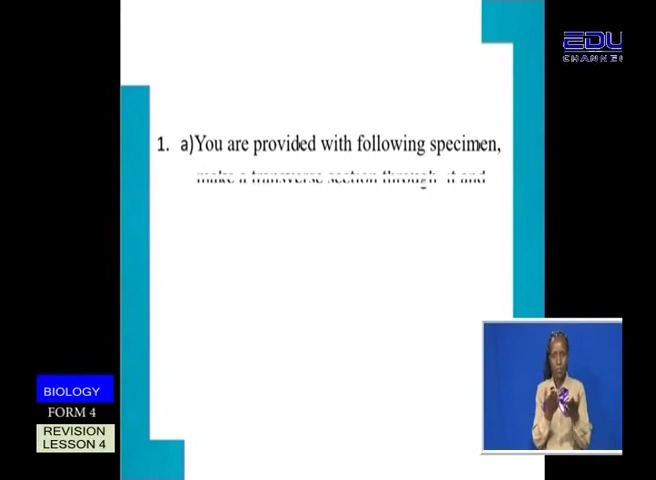 EDU
CHANNEL
1. a)You are provided with following specimen,
make a transverse section through it and
BIOLOGY
FORM 4
REVISION
LESSON 4